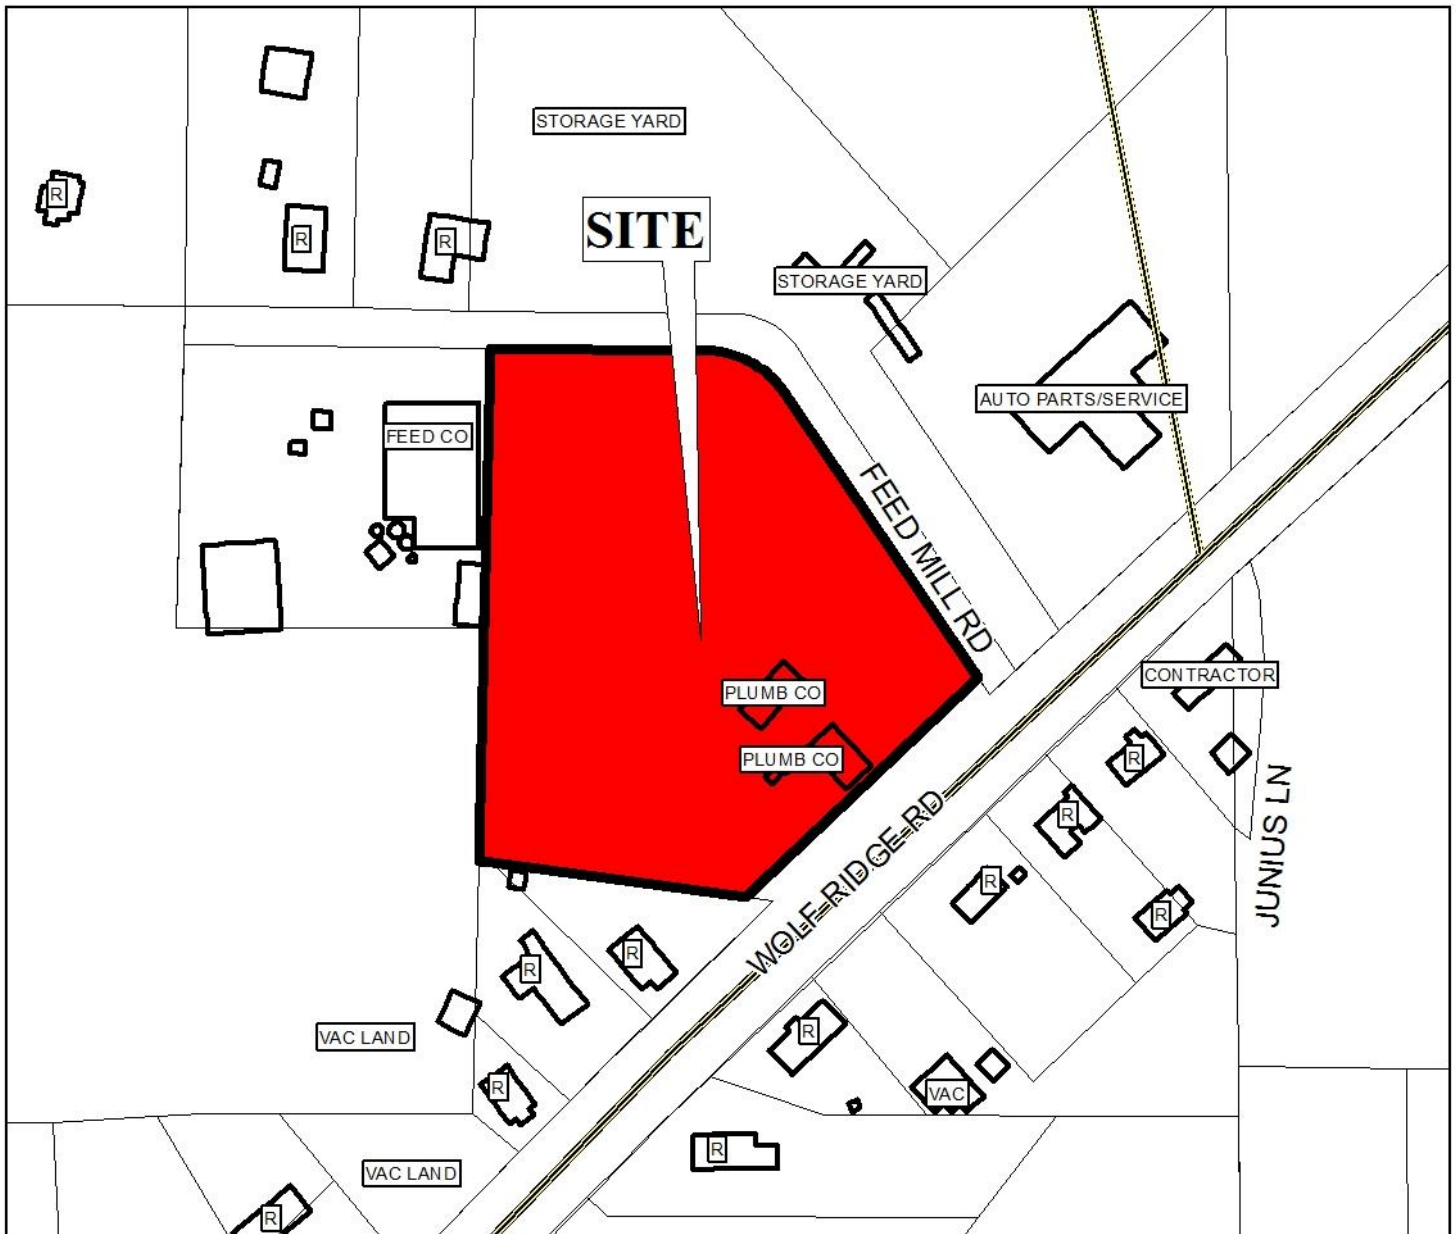 STORAGE YARD
R
SITE
R
R
STORAGE YARD
AUTO PARTS/SERVICE
FEED CO
FEED MILL RD
CONTRACTOR
PLUMB CO
PLUMB CO
R
R
JUNIUS LN
WOLF RIDGE RD
R
R
R
R
R
VAC LAND
R
VAC
R
R
VAC LAND
R